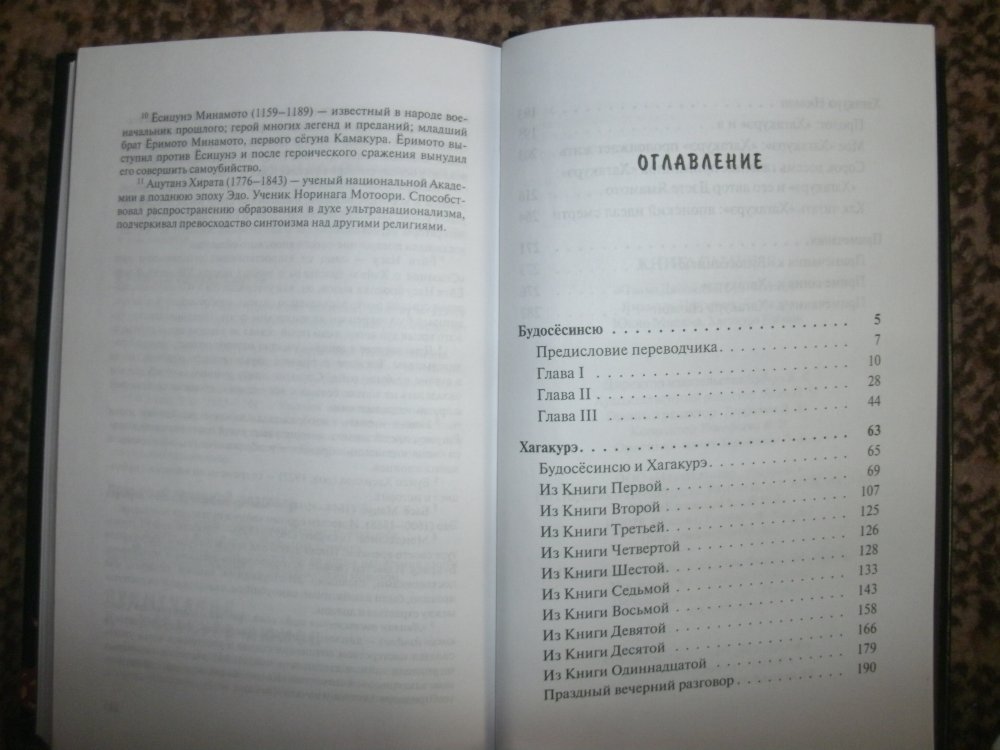 10 Ёсицунэ Минамото (1159–1189) — известный в народе вое-
начальник прошлого; герой многих легенд и преданий; младший
брат Ёримото Минамото, первого сёгуна Камакура. Ёримото вы-
ступил против Ёсицунэ и после героического сражения вынудил
его совершить самоубийство.
11 Ацутанэ Хирата (1776–1843) — ученый национальной Акаде-
мии в позднюю эпоху Эдо. Ученик Норинага Мотоори. Способст-
вовал распространению образования в духе ультранационализма,
подчеркивал превосходство синтоизма над другими религиями.
ОГЛАВЛЕНИЕ
Будосёсинсю . . . . . . . . . . . . . . . . . . . . 5
Предисловие переводчика. . . . . . . . . . . 7
Глава I . . . . . . . . . . . . . . . . . . . . 10
Глава II . . . . . . . . . . . . . . . . . . . 28
Глава III . . . . . . . . . . . . . . . . . . . 44
Хагакурэ. . . . . . . . . . . . . . . . . . . . . . 63
Будосёсинсю и Хагакурэ. . . . . . . . . . . . 65
Из Книги Первой . . . . . . . . . . . . . . . 69
Из Книги Второй . . . . . . . . . . . . . . . 107
Из Книги Третьей. . . . . . . . . . . . . . . 125
Из Книги Четвертой . . . . . . . . . . . . . 126
Из Книги Шестой. . . . . . . . . . . . . . . 128
Из Книги Седьмой . . . . . . . . . . . . . . 133
Из Книги Восьмой . . . . . . . . . . . . . . 143
Из Книги Девятой . . . . . . . . . . . . . . 158
Из Книги Десятой . . . . . . . . . . . . . . 166
Из Книги Одиннадцатой . . . . . . . . . . . 179
Праздный вечерний разговор. . . . . . . . . 190